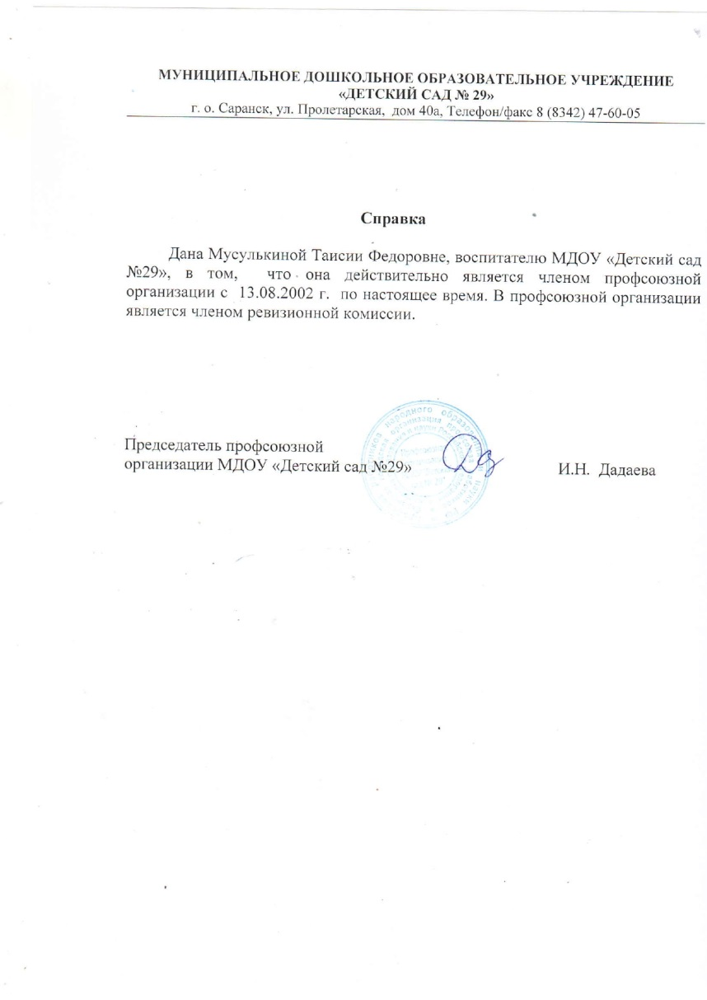 МУНИЦИПАЛЬНОЕ ДОШКОЛЬНОЕ ОБРАЗОВАТЕЛЬНОЕ УЧРЕЖДЕНИЕ
«ДЕТСКИЙ САД № 29»
г. о. Саранск, ул. Пролетарская, дом 40а, Телефон/факс 8 (8342) 47-60-05
Справка
Дана Мусулькиной Таисии Федоровне, воспитателю МДОУ «Детский сад
№29», в том, что она действительно является членом профсоюзной
организации с 13.08.2002 г. по настоящее время. В профсоюзной организации
является членом ревизионной комиссии.
народного образования
организация
Председатель профсоюзной
организации МДОУ «Детский сад №29»
И.Н. Дадаева